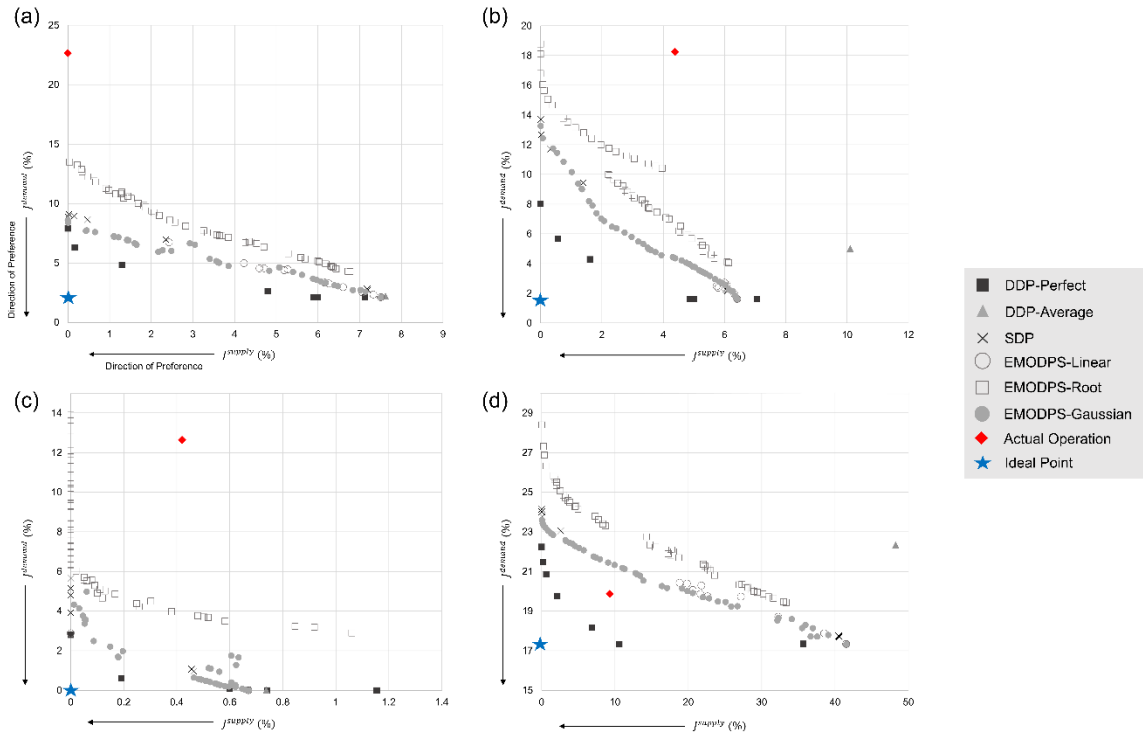 (a)
25
20
15
10
5
0
0 1 2 3 4 5 6 7 8 9
J^demand (%)
Direction of Preference
J^supply (%)
Direction of Preference
(b)
20
18
16
14
12
10
8
6
4
2
0
0 2 4 6 8 10 12
J^demand (%)
J^supply (%)
(c)
14
12
10
8
6
4
2
0
0 0.2 0.4 0.6 0.8 1 1.2 1.4
J^demand (%)
J^supply (%)
(d)
29
27
25
23
21
19
17
15
0 10 20 30 40 50
J^demand (%)
J^supply (%)
DDP-Perfect
DDP-Average
SDP
EMODPS-Linear
EMODPS-Root
EMODPS-Gaussian
Actual Operation
Ideal Point